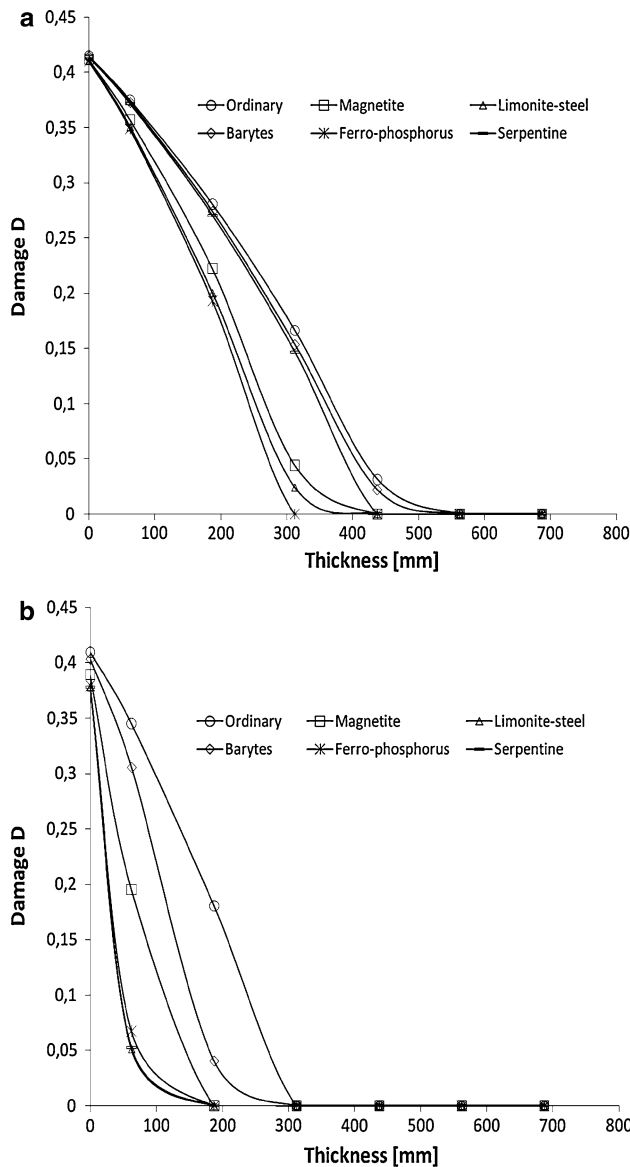 a
0,45
0,4
0,35
0,3
0,25
0,2
0,15
0,1
0,05
0
Damage D
Ordinary Magnetite Limonite-steel
Barytes Ferro-phosphorus Serpentine
0 100 200 300 400 500 600 700 800
Thickness [mm]
b
0,45
0,4
0,35
0,3
0,25
0,2
0,15
0,1
0,05
0
Damage D
Ordinary Magnetite Limonite-steel
Barytes Ferro-phosphorus Serpentine
0 100 200 300 400 500 600 700 800
Thickness [mm]